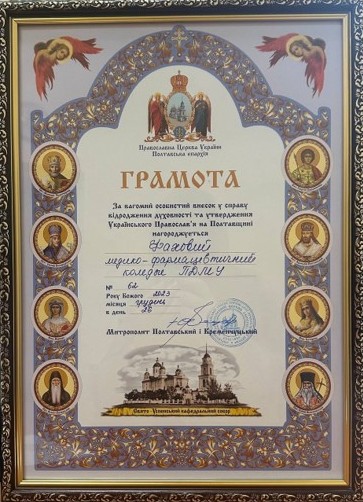 Православна Церква України
Полтавська єпархія
ГРАМОТА
За вагомий особистий внесок у справу
відродження духовності та утвердження
Українського Православ'я на Полтавщині
нагороджується
Фаховий
медико-фармацевтичний
коледж ПДМУ
№ 62
Року Божого 2023
місяця грудень
в день 26
Митрополит Полтавський і Кременчуцький
Свято-Успенський кафедральний собор